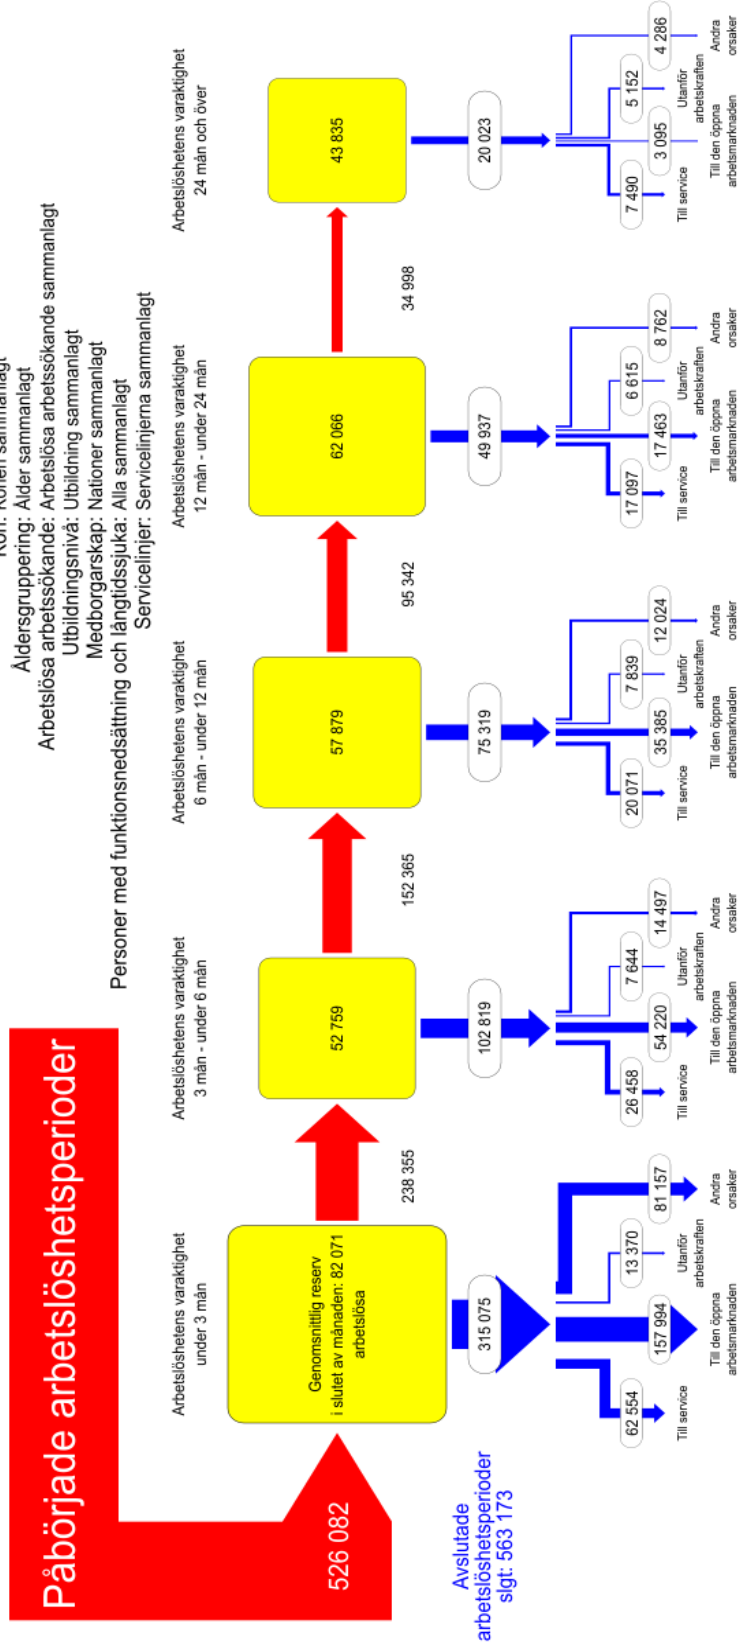 Kön: Könen sammanlagt
Åldersgruppering: Ålder sammanlagt
Arbetslösa arbetssökande: Arbetslösa arbetssökande sammanlagt
Utbildningsnivå: Utbildning sammanlagt
Medborgarskap: Nationer sammanlagt
Personer med funktionsnedsättning och långtidssjuka: Alla sammanlagt
Servicelinjer: Servicelinjerna sammanlagt
Påbörjade arbetslöshetsperioder
526 082
Arbetslöshetens varaktighet
under 3 mån
Genomsnittlig reserv
i slutet av månaden: 82 071
arbetslösa
238 355
Arbetslöshetens varaktighet
3 mån - under 6 mån
52 759
152 365
Arbetslöshetens varaktighet
6 mån - under 12 mån
57 879
95 342
Arbetslöshetens varaktighet
12 mån - under 24 mån
62 066
34 998
Arbetslöshetens varaktighet
24 mån och över
43 835
Avslutade
arbetslöshetsperioder
slgt: 563 173
315 075
62 554
157 994
13 370
81 157
Till service
Till den öppna
arbetsmarknaden
Utanför
arbetskraften
Andra
orsaker
102 819
26 458
54 220
7 644
14 497
Till service
Till den öppna
arbetsmarknaden
Utanför
arbetskraften
Andra
orsaker
75 319
20 071
35 385
7 839
12 024
Till service
Till den öppna
arbetsmarknaden
Utanför
arbetskraften
Andra
orsaker
49 937
17 097
17 463
6 615
8 762
Till service
Till den öppna
arbetsmarknaden
Utanför
arbetskraften
Andra
orsaker
20 023
7 490
3 095
5 152
4 286
Till service
Till den öppna
arbetsmarknaden
Utanför
arbetskraften
Andra
orsaker